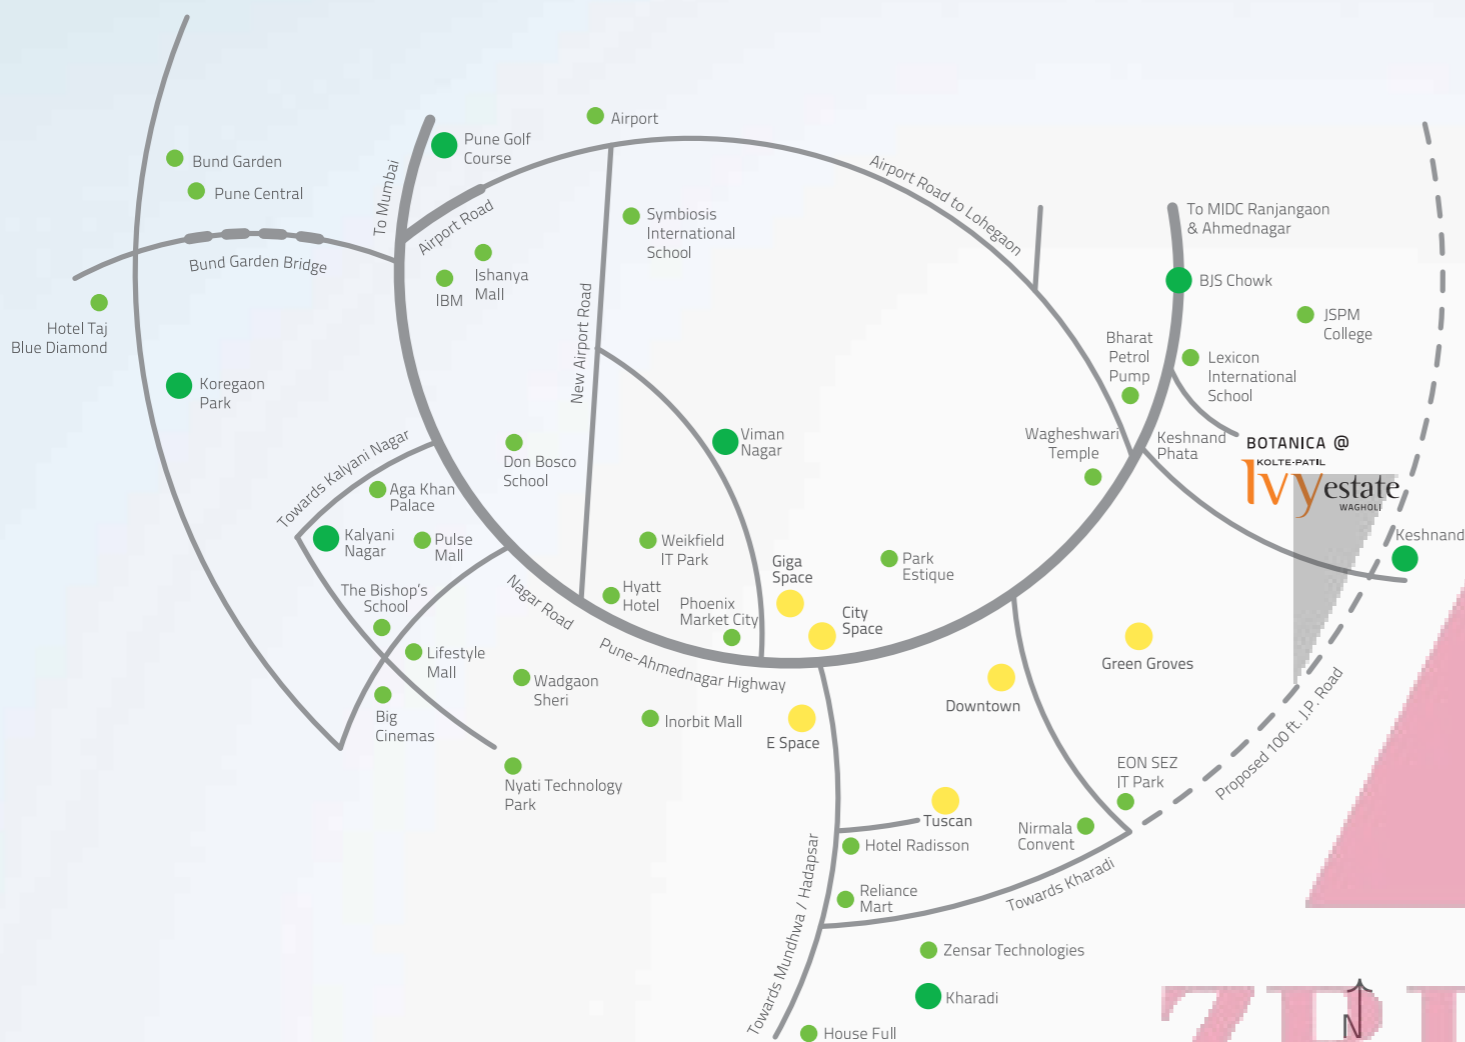 Airport
Pune Golf
Course
Bund Garden
Pune Central
To Mumbai
Airport Road
Airport Road to Lohegaon
Symbiosis
International
School
To MIDC Ranjangaon
& Ahmednagar
Bund Garden Bridge
Ishanya
Mall
IBM
BJS Chowk
Hotel Taj
Blue Diamond
New Airport Road
JSPM
College
Bharat
Petrol
Pump
Lexicon
International
School
Koregaon
Park
Towards Kalyani Nagar
Don Bosco
School
Viman
Nagar
Wagheshwari
Temple
Keshnand
Phata
BOTANICA @
KOLTE-PATIL
Ivy estate
WAGHOLI
Aga Khan
Palace
Kalyani
Nagar
Pulse
Mall
Weikfield
IT Park
Giga
Space
Park
Estique
Keshnand
The Bishop's
School
Nagar Road
Hyatt
Hotel
Phoenix
Market City
City
Space
Lifestyle
Mall
Pune-Ahmednagar Highway
Green Groves
Wadgaon
Sheri
Big
Cinemas
Inorbit Mall
E Space
Downtown
Proposed 100 ft. J.P. Road
Nyati Technology
Park
EON SEZ
IT Park
Tuscan
Nirmala
Convent
Hotel Radisson
Towards Mundhwa / Hadapsar
Reliance
Mart
Towards Kharadi
Zensar Technologies
Kharadi
House Full
N